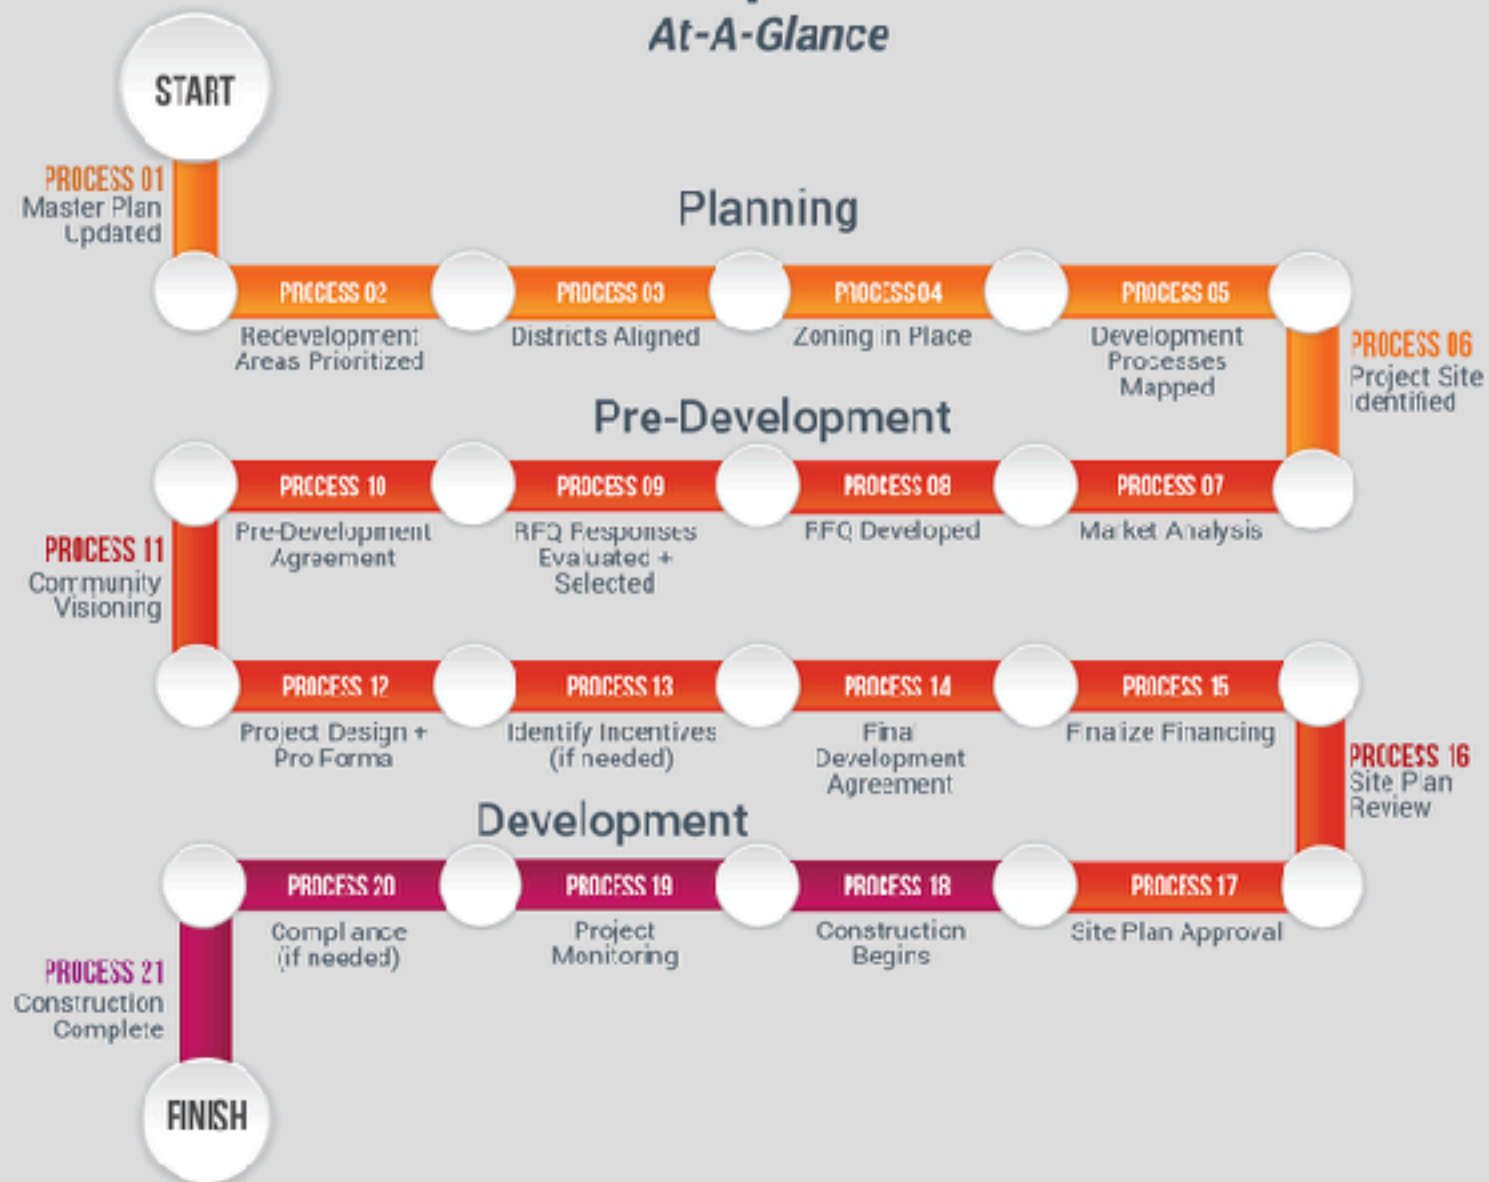 At-A-Glance
START
PROCESS 01
Master Plan
Updated
Planning
PROCESS 02
Redevelopment
Areas Prioritized
PROCESS 03
Districts Aligned
PROCESS 04
Zoning in Place
PROCESS 05
Development
Processes
Mapped
PROCESS 06
Project Site
Identified
Pre-Development
PROCESS 07
Market Analysis
PROCESS 08
RFQ Developed
PROCESS 09
RFQ Responses
Evaluated +
Selected
PROCESS 10
Pre-Development
Agreement
PROCESS 11
Community
Visioning
PROCESS 12
Project Design +
Pro Forma
PROCESS 13
Identify Incentives
(if needed)
PROCESS 14
Final
Development
Agreement
PROCESS 15
Finalize Financing
PROCESS 16
Site Plan
Review
Development
PROCESS 17
Site Plan Approval
PROCESS 18
Construction
Begins
PROCESS 19
Project
Monitoring
PROCESS 20
Compliance
(if needed)
PROCESS 21
Construction
Complete
FINISH